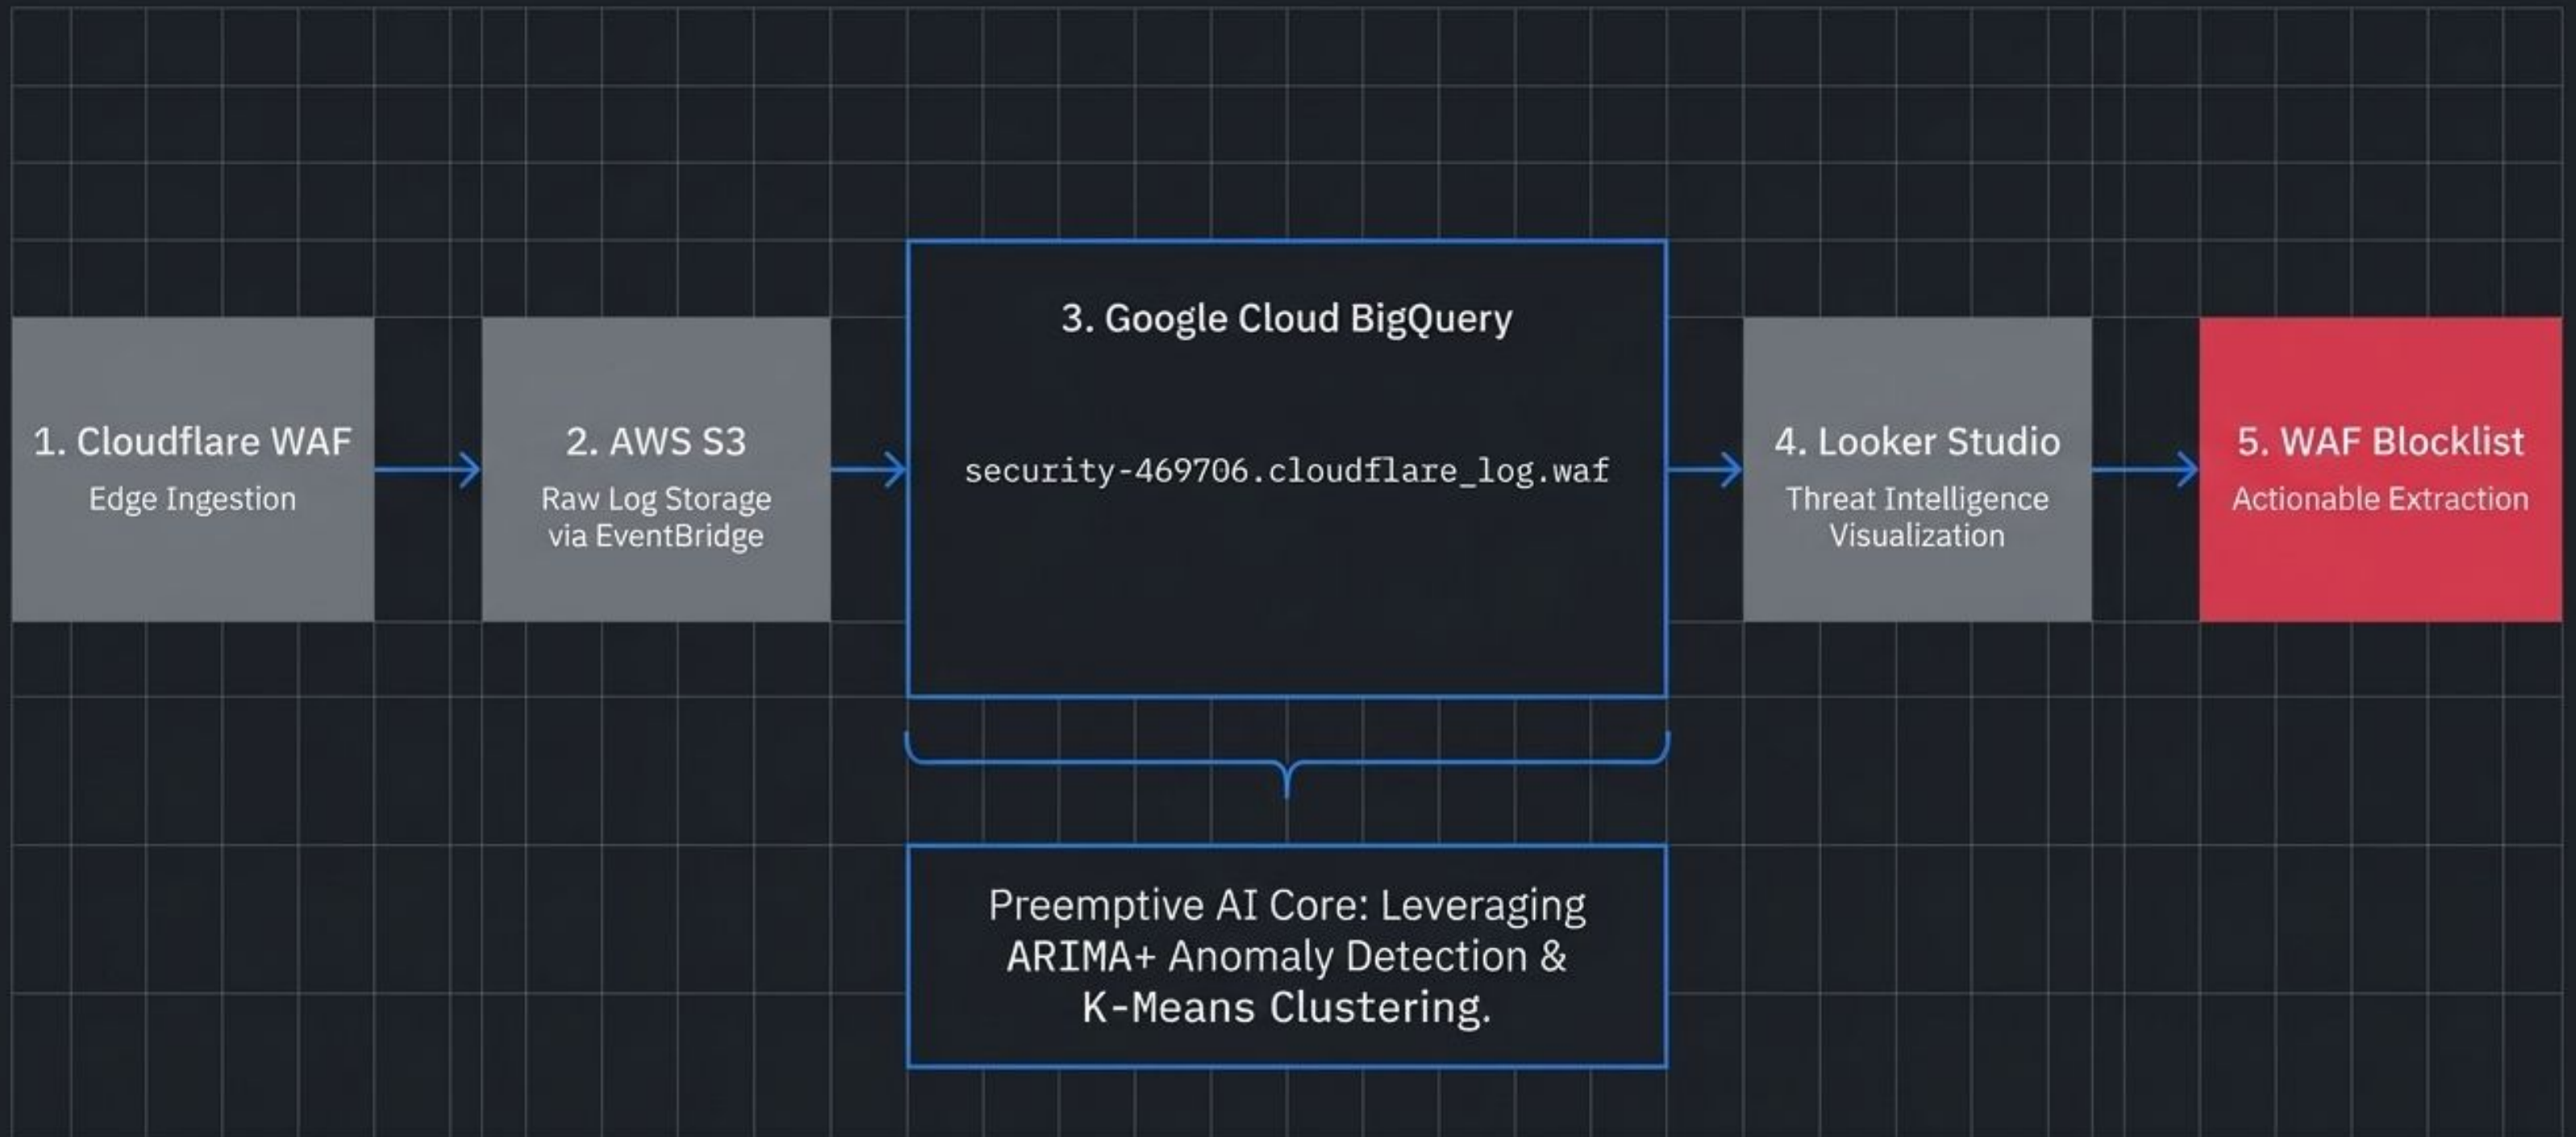 1. Cloudflare WAF
Edge Ingestion
2. AWS S3
Raw Log Storage
via EventBridge
3. Google Cloud BigQuery
security-469706.cloudflare_log.waf
4. Looker Studio
Threat Intelligence
Visualization
5. WAF Blocklist
Actionable Extraction
Preemptive AI Core: Leveraging
ARIMA+ Anomaly Detection &
K-Means Clustering.